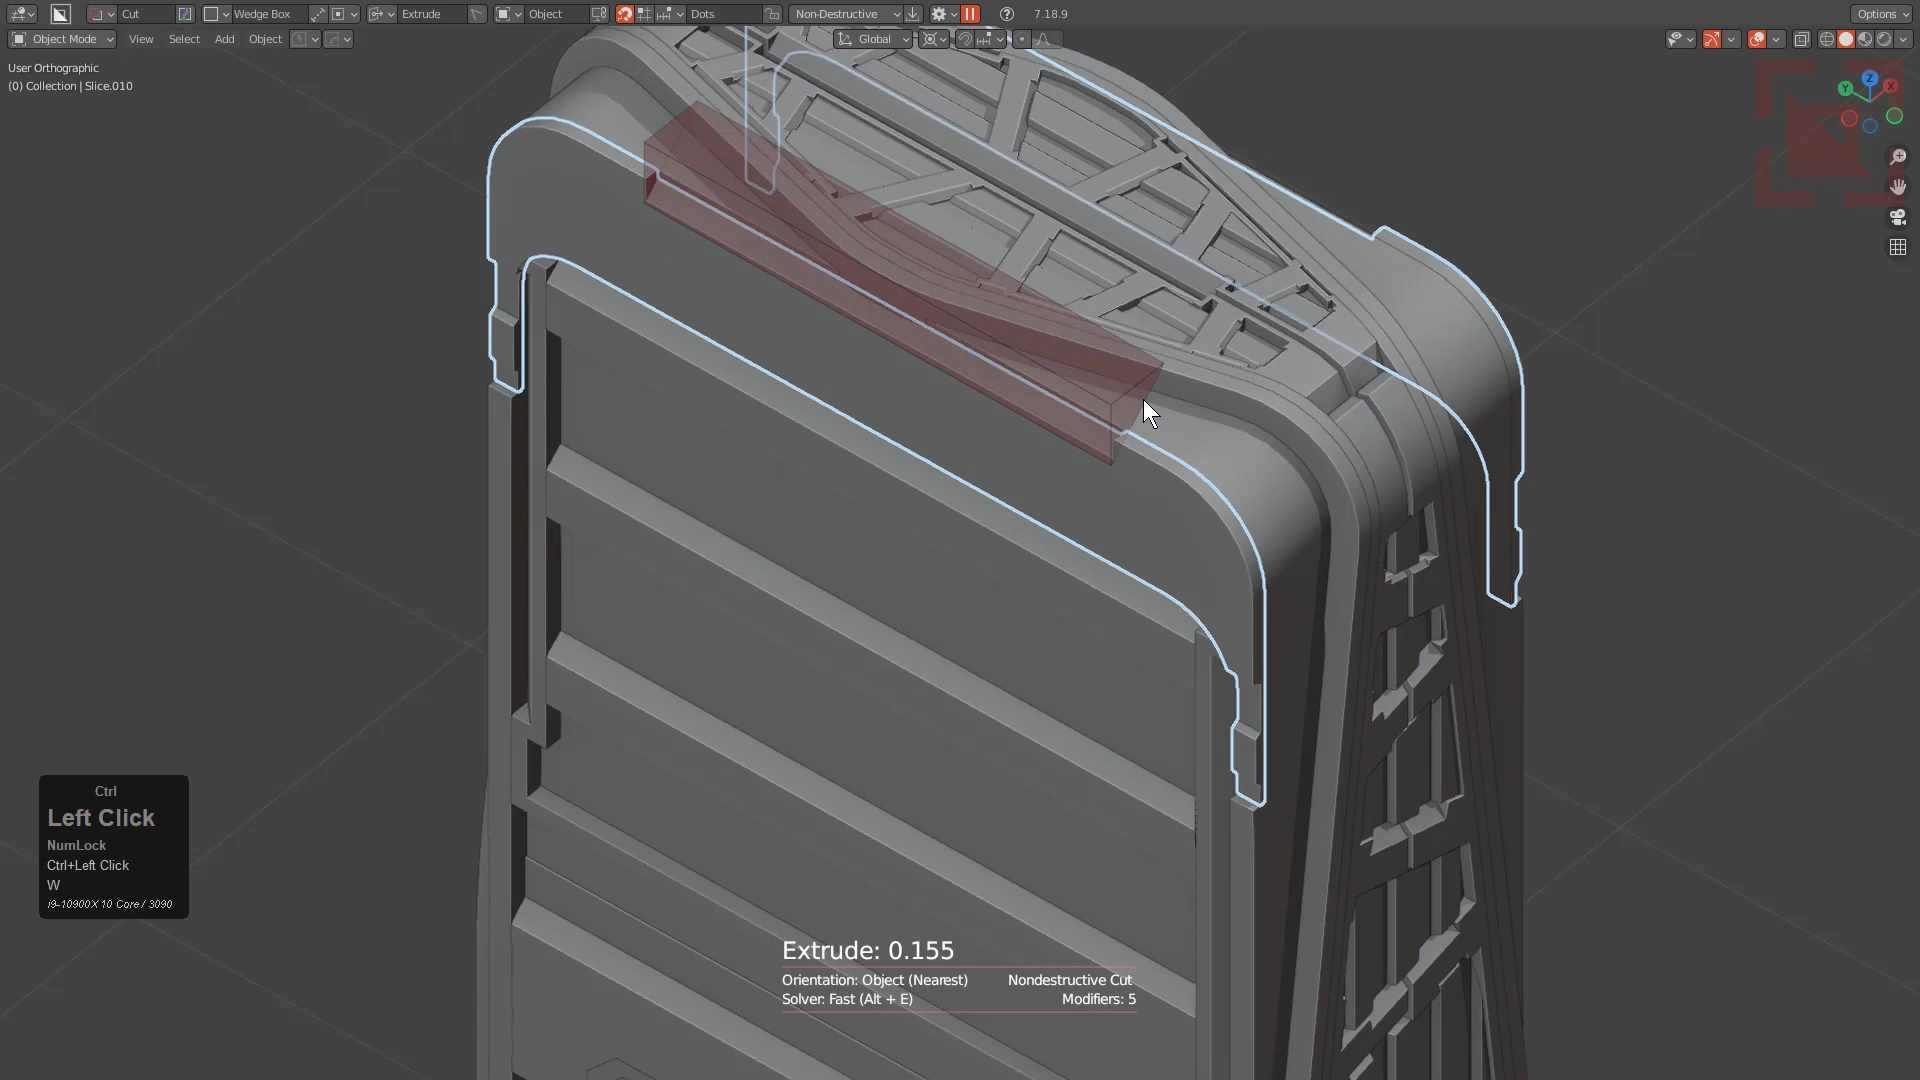 Cut
Wedge Box
Extrude
Object
Dots
Non-Destructive
7.18.9
Options
Object Mode
View
Select
Add
Object
Global
User Orthographic
(0) Collection | Slice.010
Z
Y
X
Ctrl
Left Click
NumLock
Ctrl+Left Click
W
i9-10900X 10 Core / 3090
Extrude: 0.155
Orientation: Object (Nearest)
Nondestructive Cut
Solver: Fast (Alt + E)
Modifiers: 5